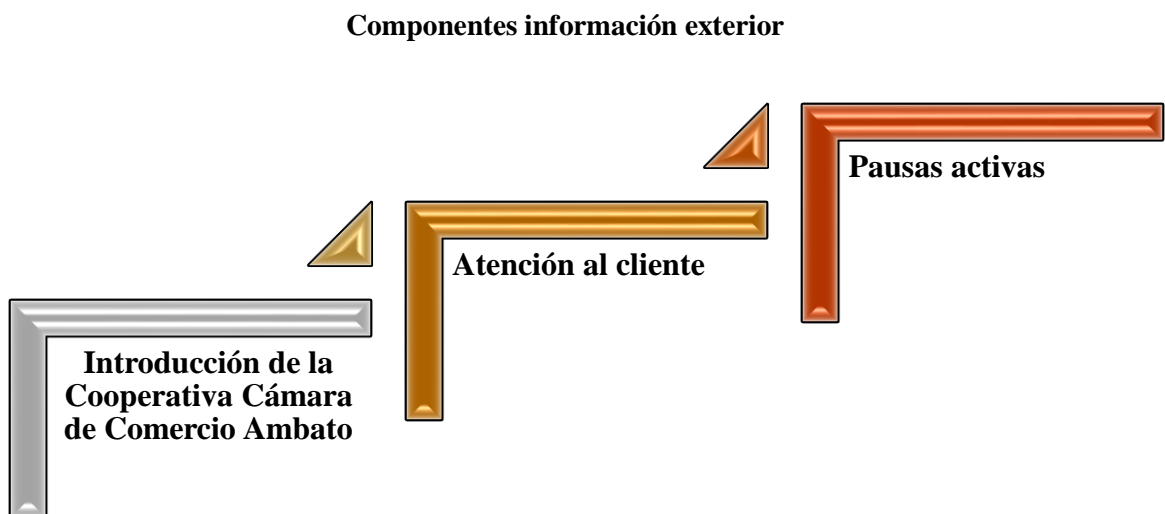 Componentes información exterior
Pausas activas
Atención al cliente
Introducción de la
Cooperativa Cámara
de Comercio Ambato